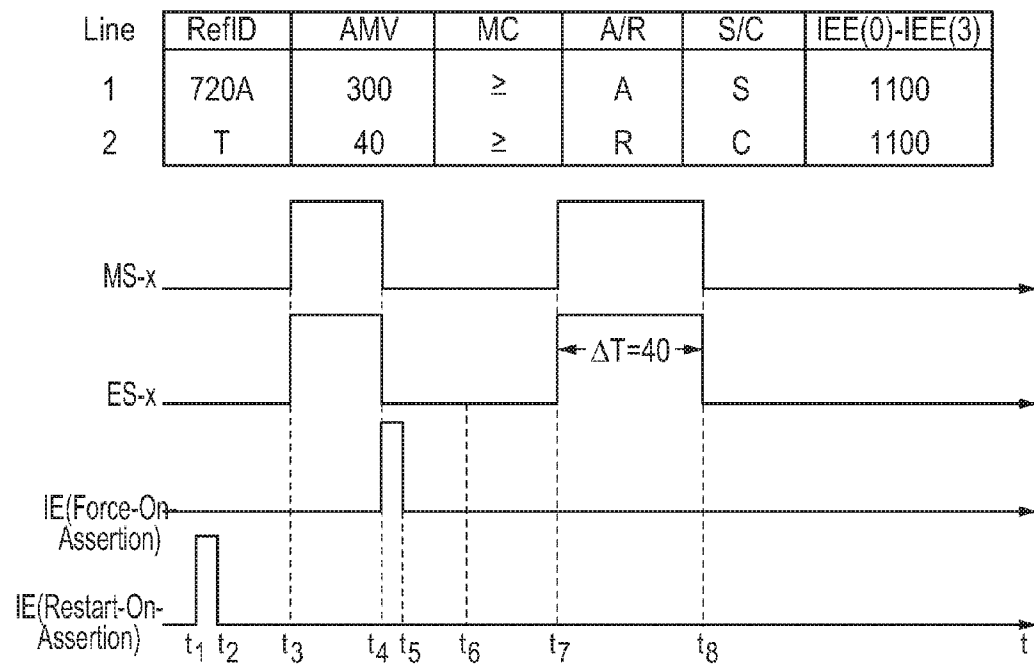 Line RefID AMV MC A/R S/C IEE(0)-IEE(3)
1 720A 300 ≥ A S 1100
2 T 40 ≥ R C 1100
MS-x
ES-x
ΔT=40
IE(Force-On-
Assertion)
IE(Restart-On-
Assertion)
t1 t2 t3 t4 t5 t6 t7 t8 t